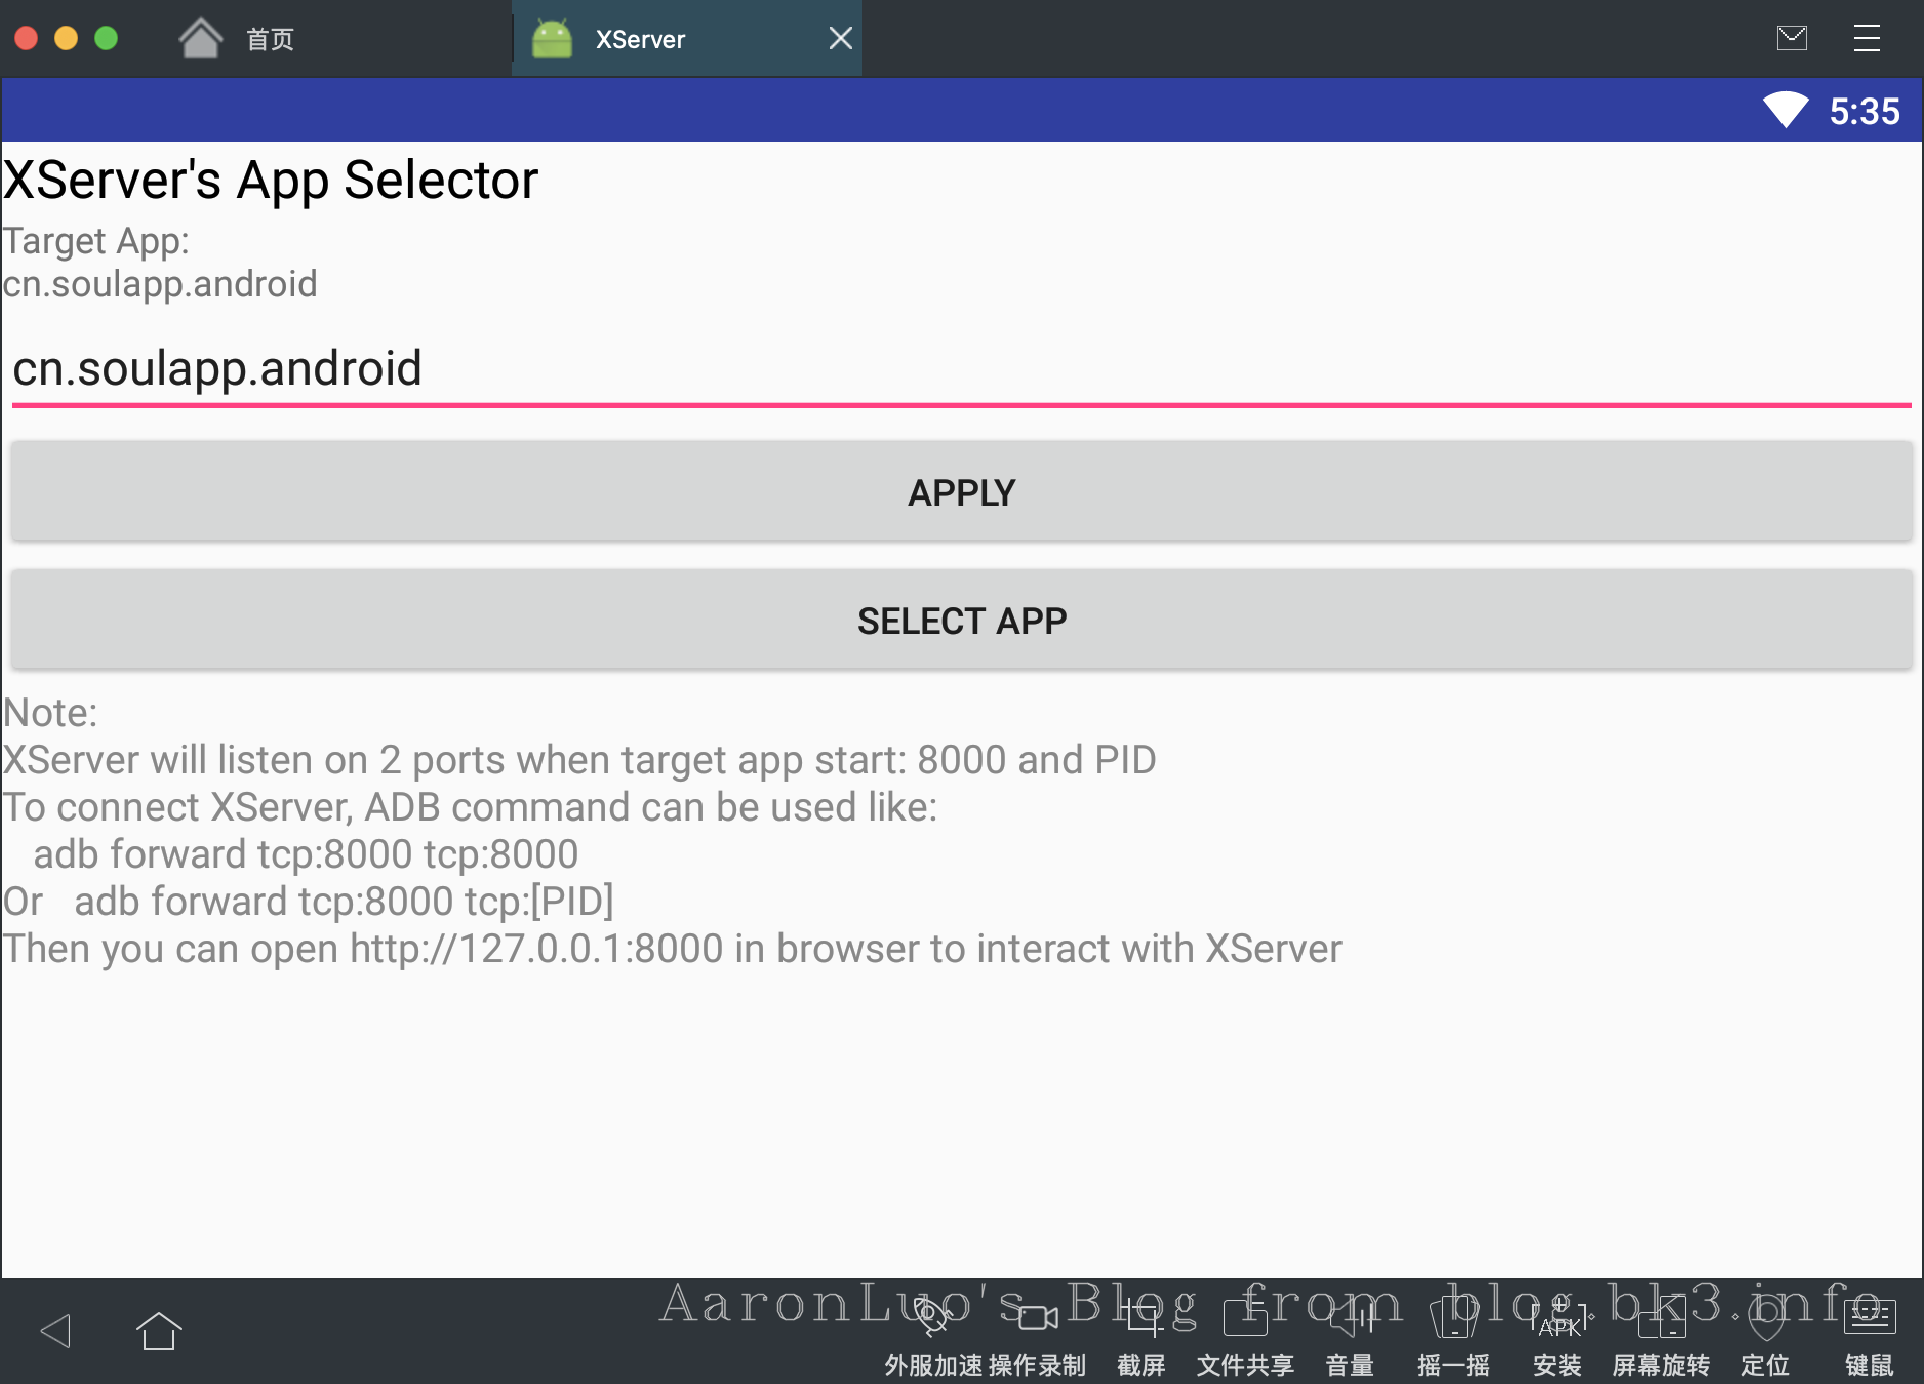 首页
XServer
5:35
XServer's App Selector
Target App:
cn.soulapp.android
cn.soulapp.android
APPLY
SELECT APP
Note:
XServer will listen on 2 ports when target app start: 8000 and PID
To connect XServer, ADB command can be used like:
adb forward tcp:8000 tcp:8000
Or adb forward tcp:8000 tcp:[PID]
Then you can open http://127.0.0.1:8000 in browser to interact with XServer
AaronLuo's Blog from blog.bk3.info
APK
外服加速 操作录制 截屏 文件共享 音量 摇一摇 安装 屏幕旋转 定位 键鼠